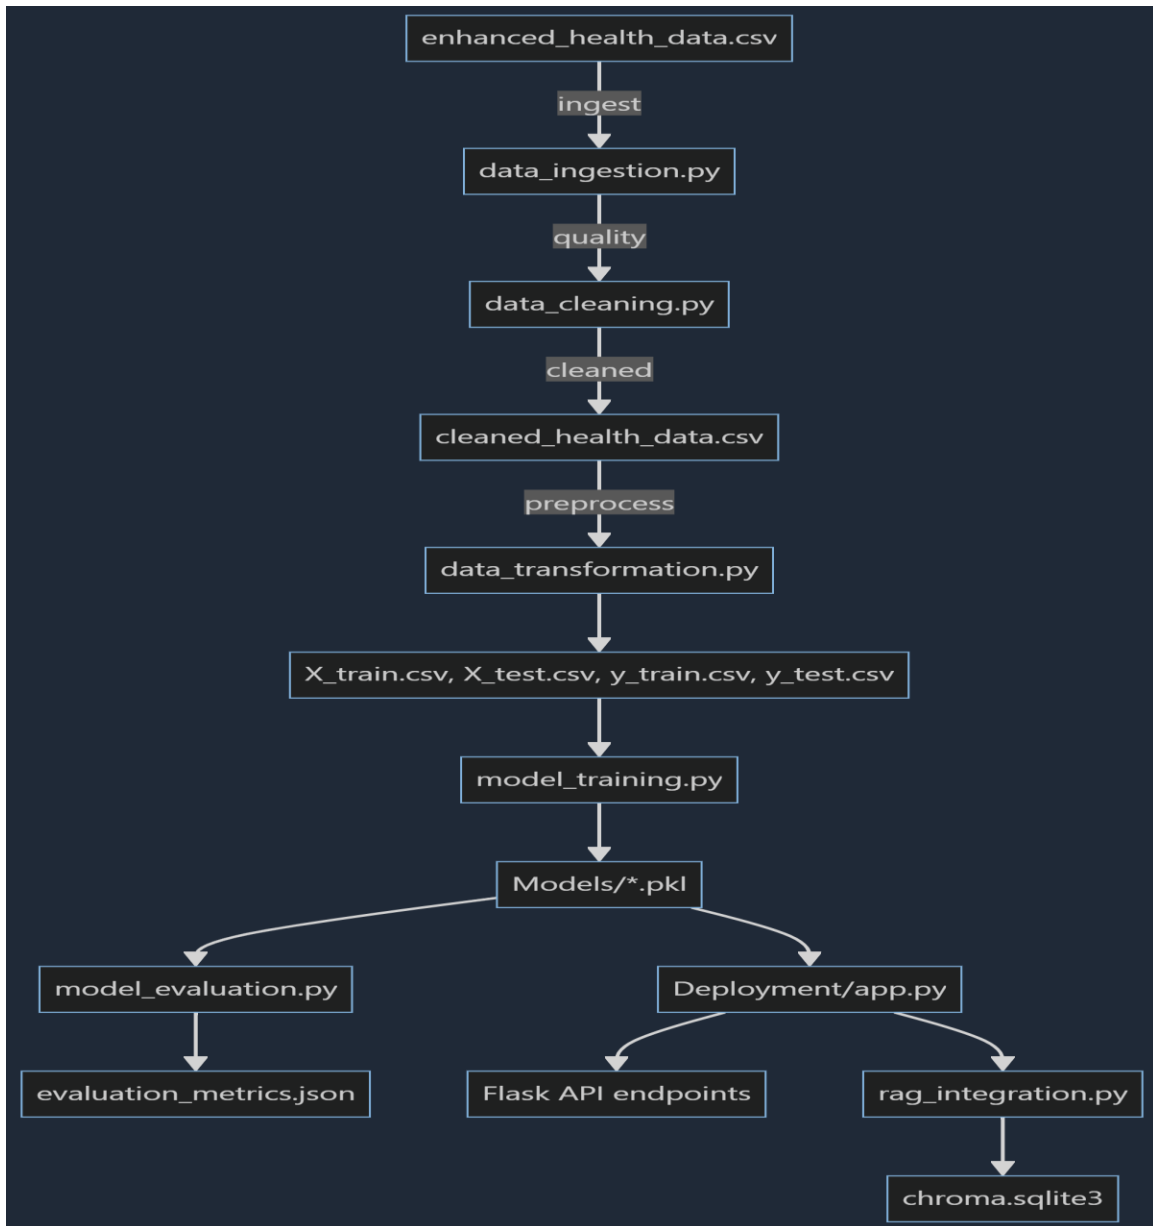 enhanced_health_data.csv
ingest
data_ingestion.py
quality
data_cleaning.py
cleaned
cleaned_health_data.csv
preprocess
data_transformation.py
X_train.csv, X_test.csv, y_train.csv, y_test.csv
model_training.py
Models/*.pkl
model_evaluation.py
Deployment/app.py
evaluation_metrics.json
Flask API endpoints
rag_integration.py
chroma.sqlite3